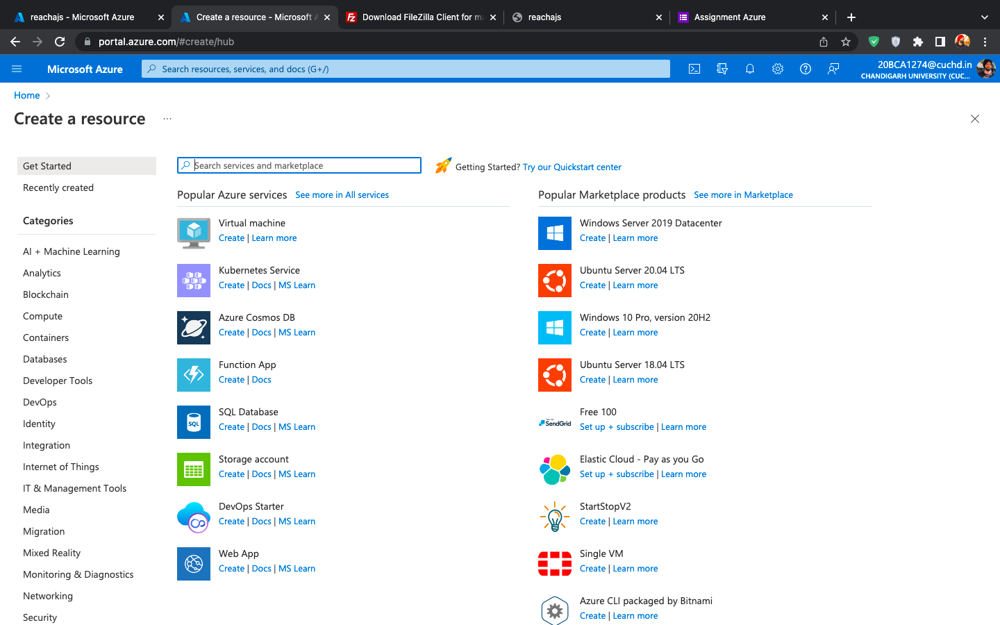 reachajs - Microsoft Azure
Create a resource - Microsoft A
Download FileZilla Client for ma
reachajs
Assignment Azure
portal.azure.com/#create/hub
Microsoft Azure
Search resources, services, and docs (G+/)
20BCA1274@cuchd.in
CHANDIGARH UNIVERSITY (CUC...
Home
Create a resource
...
Get Started
Recently created
Categories
AI + Machine Learning
Analytics
Blockchain
Compute
Containers
Databases
Developer Tools
DevOps
Identity
Integration
Internet of Things
IT & Management Tools
Media
Migration
Mixed Reality
Monitoring & Diagnostics
Networking
Security
Search services and marketplace
Getting Started? Try our Quickstart center
Popular Azure services See more in All services
Virtual machine
Create | Learn more
Kubernetes Service
Create | Docs | MS Learn
Azure Cosmos DB
Create | Docs | MS Learn
Function App
Create | Docs
SQL
SQL Database
Create | Docs | MS Learn
Storage account
Create | Docs | MS Learn
DevOps Starter
Create | Docs | MS Learn
Web App
Create | Docs | MS Learn
Popular Marketplace products See more in Marketplace
Windows Server 2019 Datacenter
Create | Learn more
Ubuntu Server 20.04 LTS
Create | Learn more
Windows 10 Pro, version 20H2
Create | Learn more
Ubuntu Server 18.04 LTS
Create | Learn more
SendGrid
Free 100
Set up + subscribe | Learn more
Elastic Cloud - Pay as you Go
Set up + subscribe | Learn more
StartStopV2
Create | Learn more
Single VM
Create | Learn more
Azure CLI packaged by Bitnami
Create | Learn more